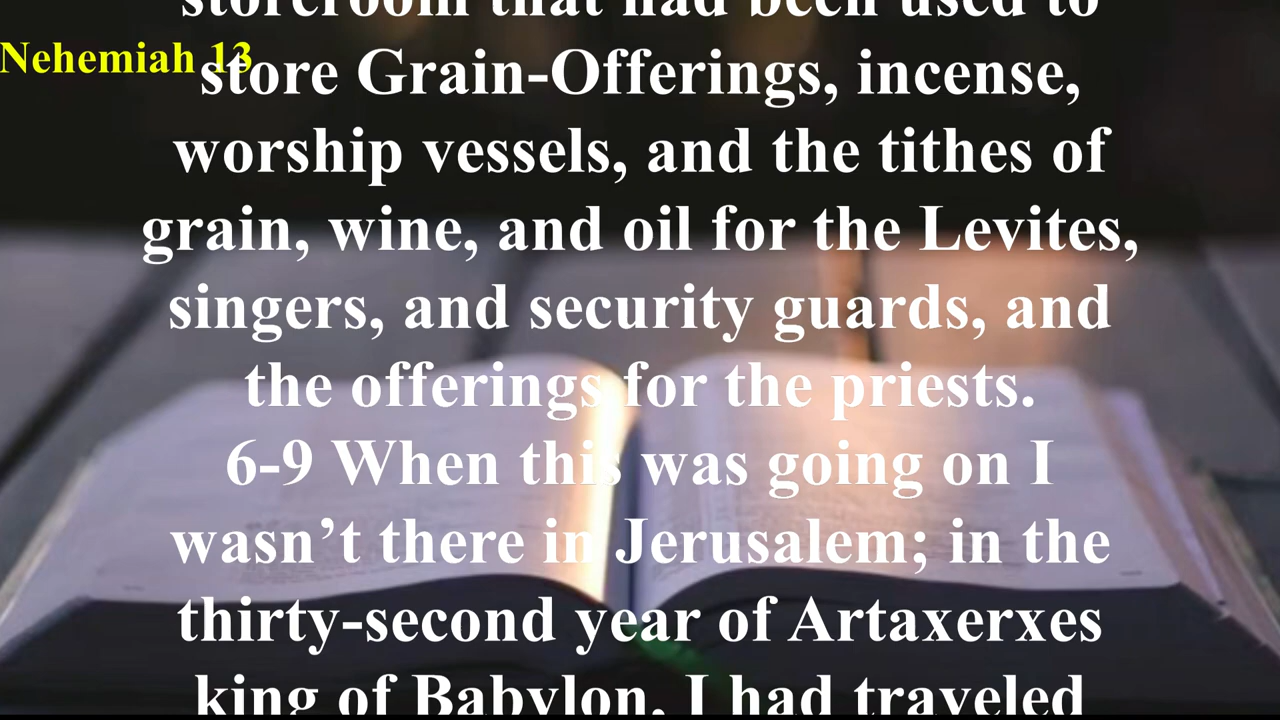 storeroom that had been used to
Nehemiah 13
store Grain-Offerings, incense,
worship vessels, and the tithes of
grain, wine, and oil for the Levites,
singers, and security guards, and
the offerings for the priests.
6-9 When this was going on I
wasn’t there in Jerusalem; in the
thirty-second year of Artaxerxes
king of Babylon, I had traveled